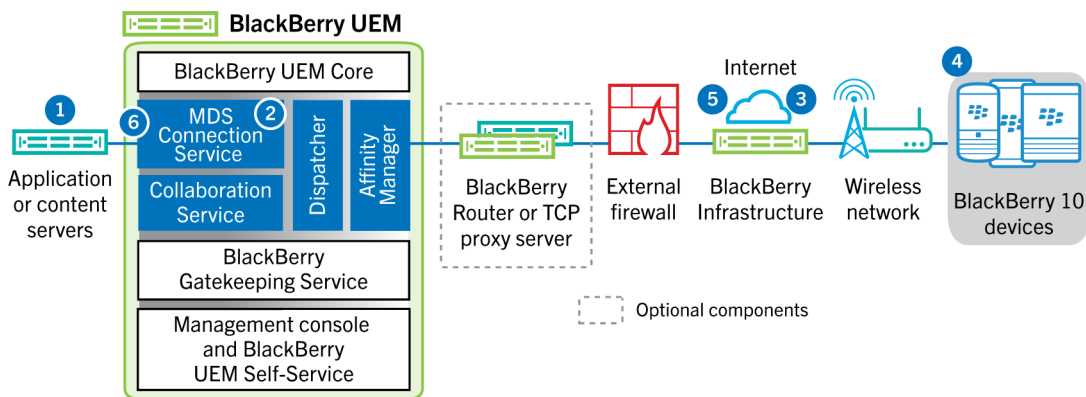 BlackBerry UEM
BlackBerry UEM Core
1
6
MDS
Connection
Service
2
Collaboration
Service
Dispatcher
Affinity
Manager
BlackBerry
Gatekeeping Service
Management console
and BlackBerry
UEM Self-Service
Application
or content
servers
BlackBerry
Router or TCP
proxy server
External
firewall
Internet
5
3
BlackBerry
Infrastructure
Wireless
network
4
BlackBerry 10
devices
Optional components